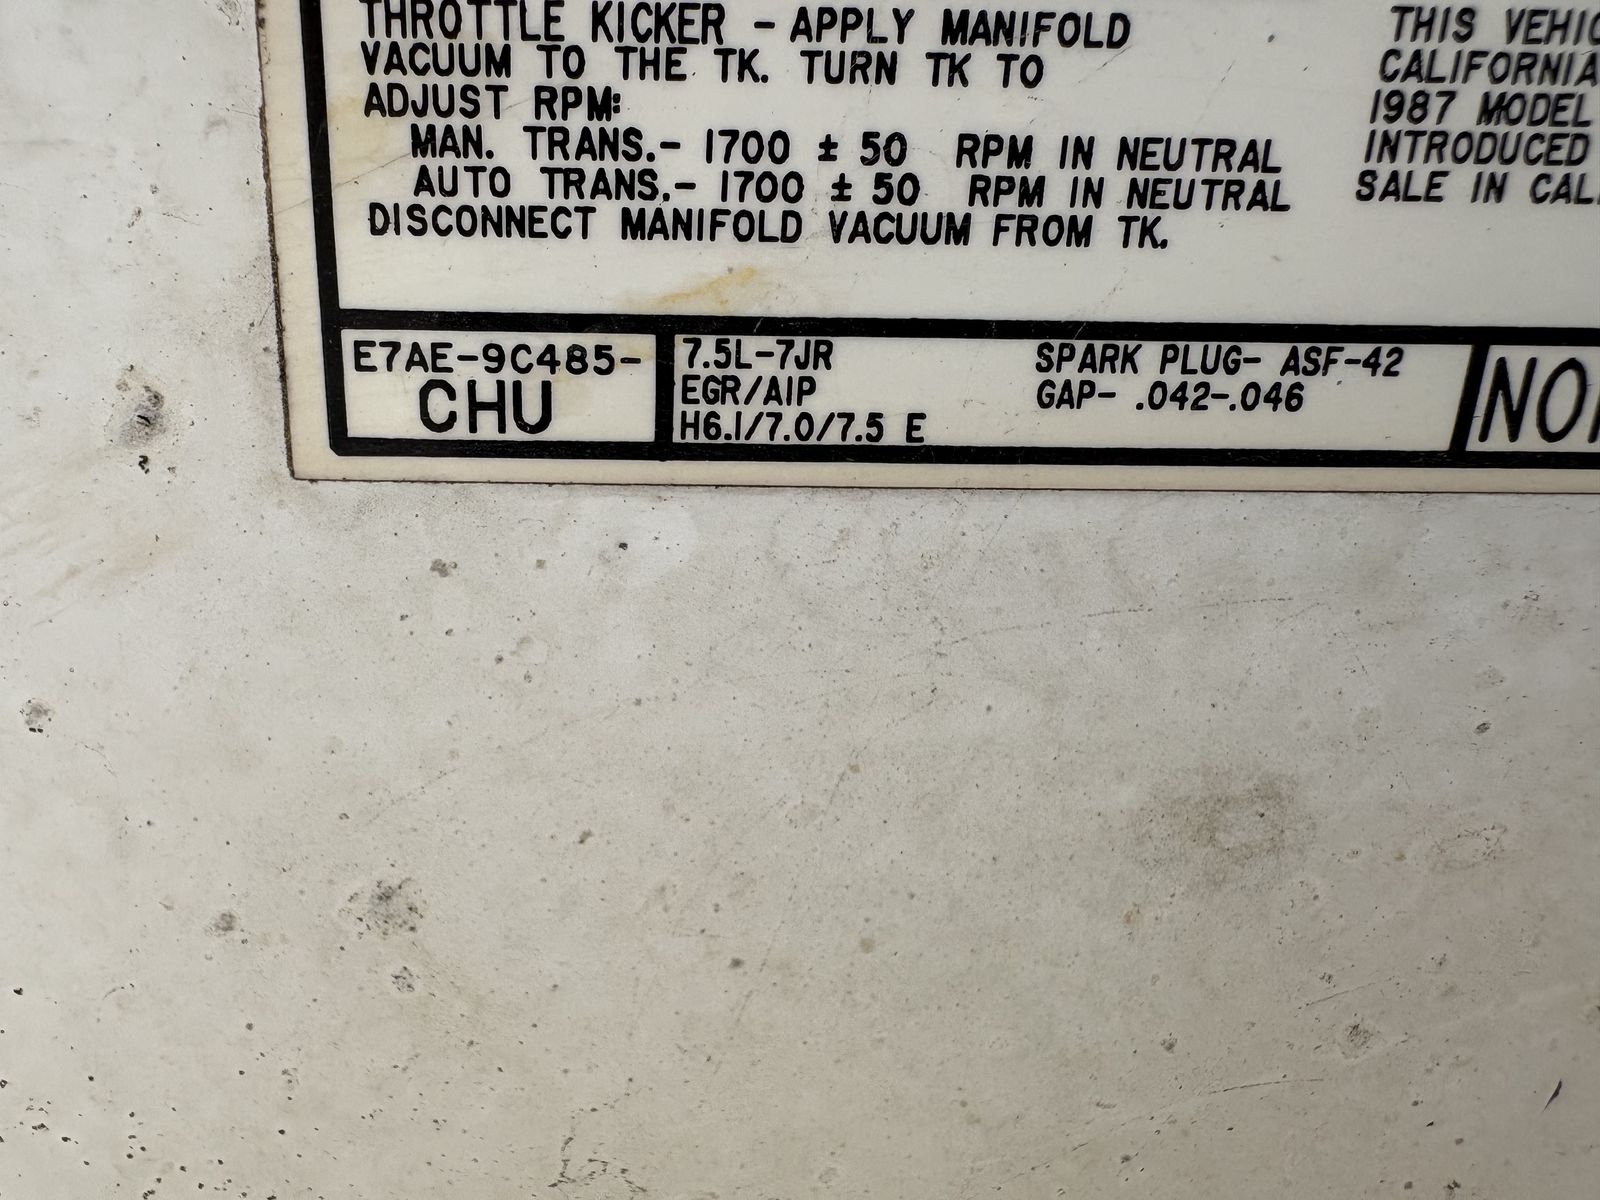 THROTTLE KICKER - APPLY MANIFOLD
VACUUM TO THE TK. TURN TK TO
ADJUST RPM:
MAN. TRANS.- 1700 ± 50 RPM IN NEUTRAL
AUTO TRANS.- 1700 ± 50 RPM IN NEUTRAL
DISCONNECT MANIFOLD VACUUM FROM TK.
THIS
CALIFORNIA
1987 MODEL
INTRODUCED
SALE IN
E7AE-9C485-
CHU
7.5L-7JR
EGR/AIP
H6.1/7.0/7.5 E
SPARK PLUG- ASF-42
GAP- .042-.046